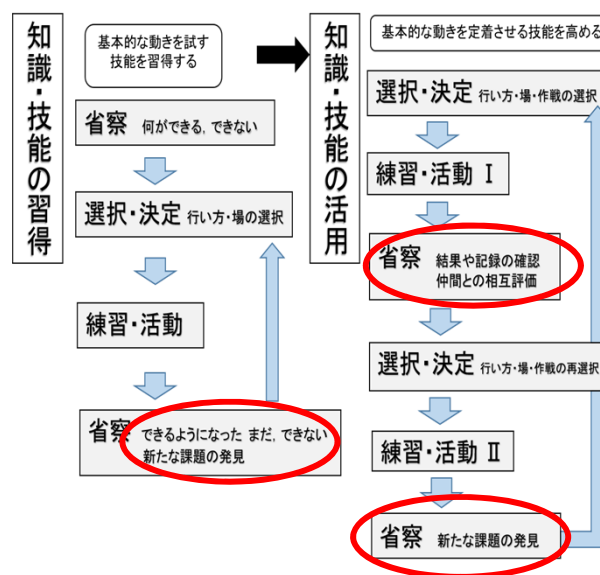 知識・技能の習得
基本的な動きを試す
技能を習得する
省察 何ができる,できない
選択・決定 行い方・場の選択
練習・活動
省察 できるようになった まだ,できない
新たな課題の発見
知識・技能の活用
基本的な動きを定着させる技能を高める
選択・決定 行い方・場・作戦の選択
練習・活動 Ⅰ
省察 結果や記録の確認
仲間との相互評価
選択・決定 行い方・場・作戦の再選択
練習・活動 Ⅱ
省察 新たな課題の発見